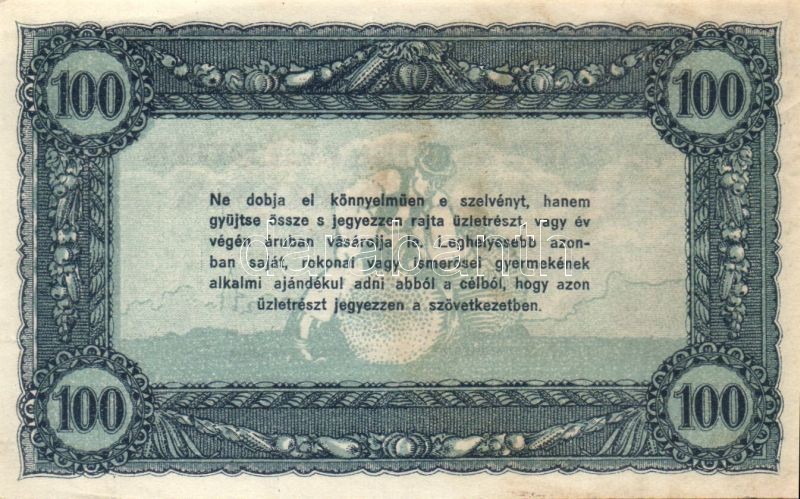 100 100
Ne dobja el könnyelmüen e szelvényt, hanem
gyüjtse össze s jegyezzen rajta üzletrészt, vagy év
végén áruban vásárolja le. Leghelyesebb azon-
ban saját, rokonai vagy ismerősei gyermekének
alkalmi ajándékul adni abból a célból, hogy azon
üzletrészt jegyezzen a szövetkezetben.
darabanth
100 100